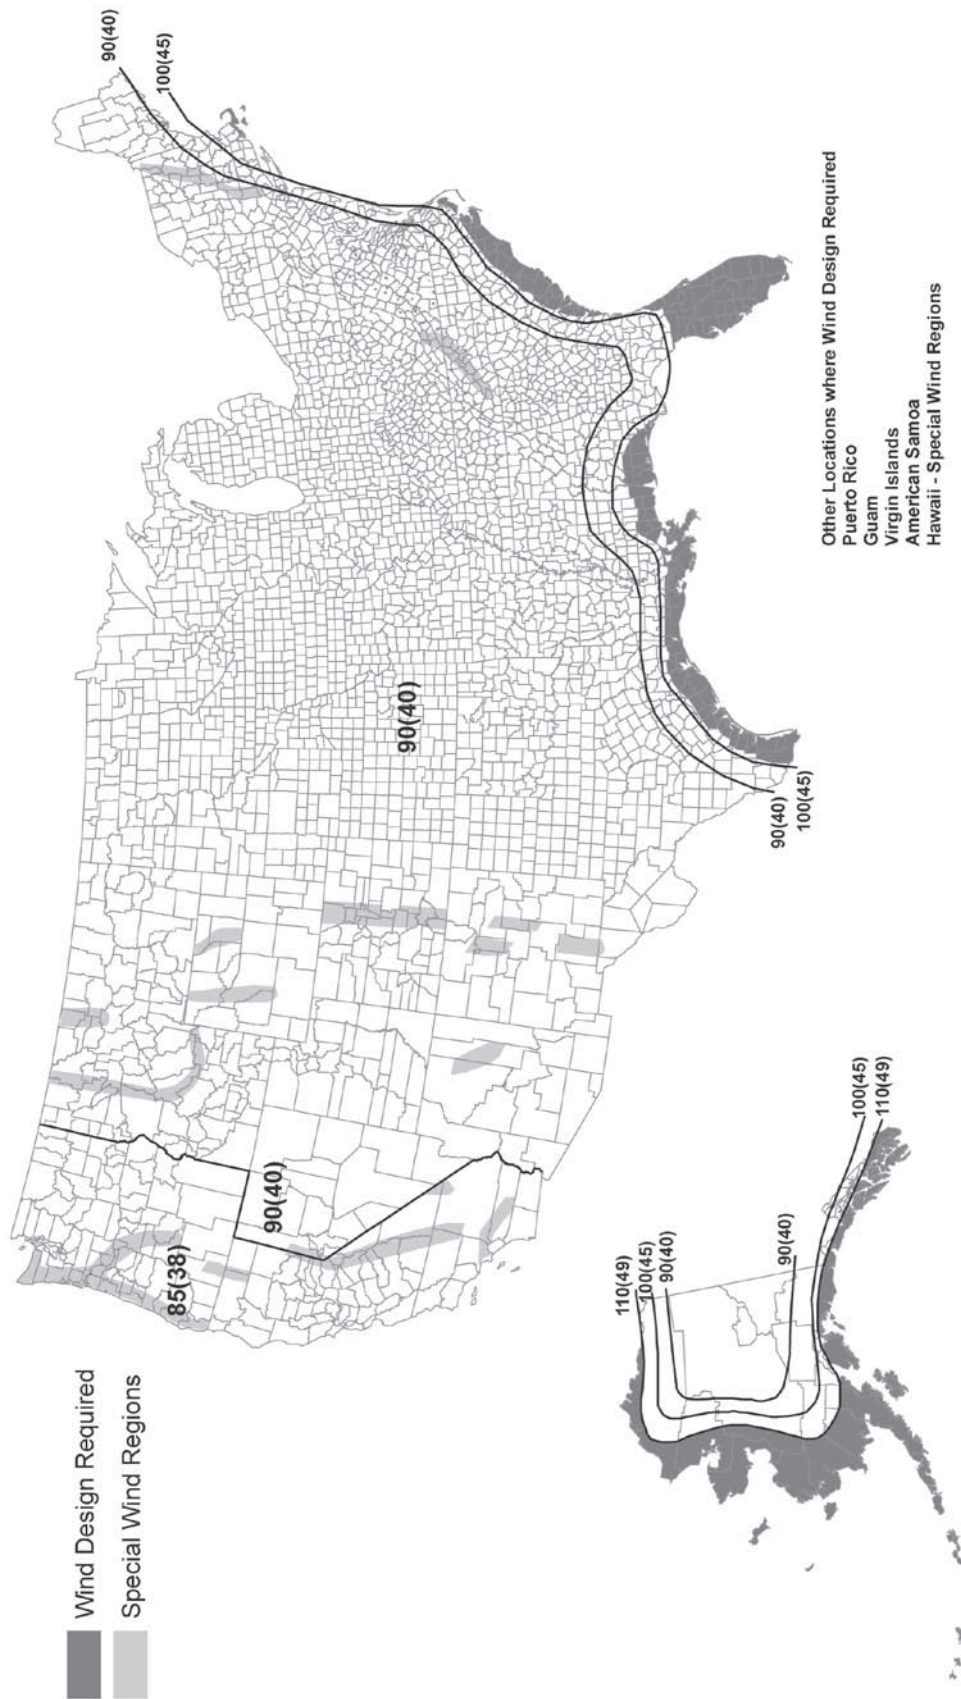 Wind Design Required
Special Wind Regions
90(40)
100(45)
85(38)
90(40)
90(40)
90(40)
100(45)
110(49)
100(45)
90(40)
90(40)
100(45)
110(49)
Other Locations where Wind Design Required
Puerto Rico
Guam
Virgin Islands
American Samoa
Hawaii - Special Wind Regions